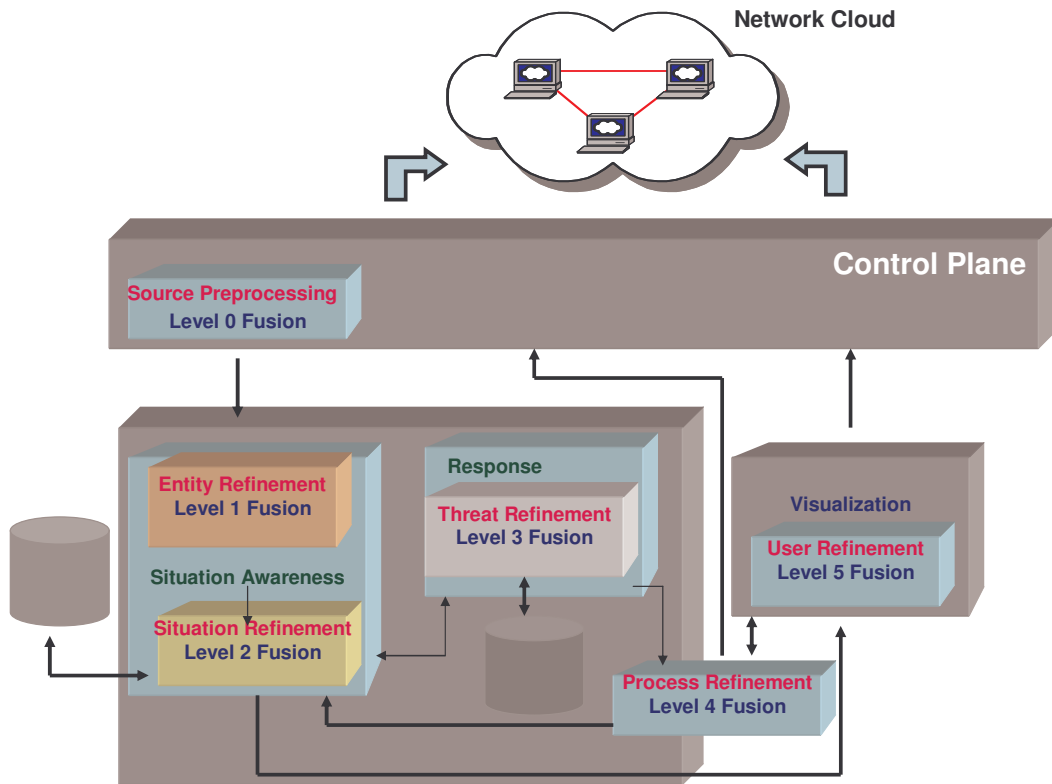 Network Cloud
Control Plane
Source Preprocessing
Level 0 Fusion
Entity Refinement
Level 1 Fusion
Situation Awareness
Situation Refinement
Level 2 Fusion
Response
Threat Refinement
Level 3 Fusion
Visualization
User Refinement
Level 5 Fusion
Process Refinement
Level 4 Fusion